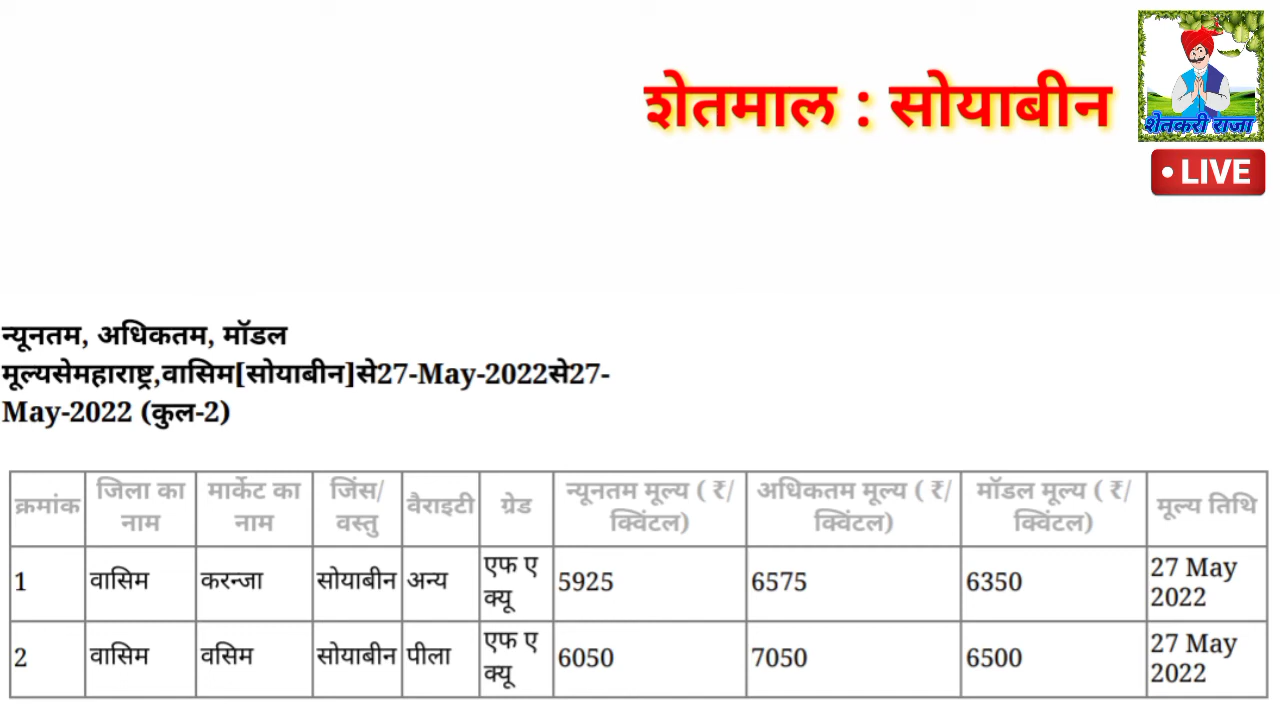 शेतमाल : सोयाबीन
शेतकरी राजा
• LIVE
न्यूनतम, अधिकतम, मॉडल
मूल्यसेमहाराष्ट्र,वासिम[सोयाबीन]से27-May-2022से27-
May-2022 (कुल-2)
क्रमांक जिला का नाम मार्केट का नाम जिंस/ वस्तु वैराइटी ग्रेड न्यूनतम मूल्य ( ₹/ क्विंटल) अधिकतम मूल्य ( ₹/ क्विंटल) मॉडल मूल्य ( ₹/ क्विंटल) मूल्य तिथि
1 वासिम करन्जा सोयाबीन अन्य एफ ए क्यू 5925 6575 6350 27 May 2022
2 वासिम वसिम सोयाबीन पीला एफ ए क्यू 6050 7050 6500 27 May 2022